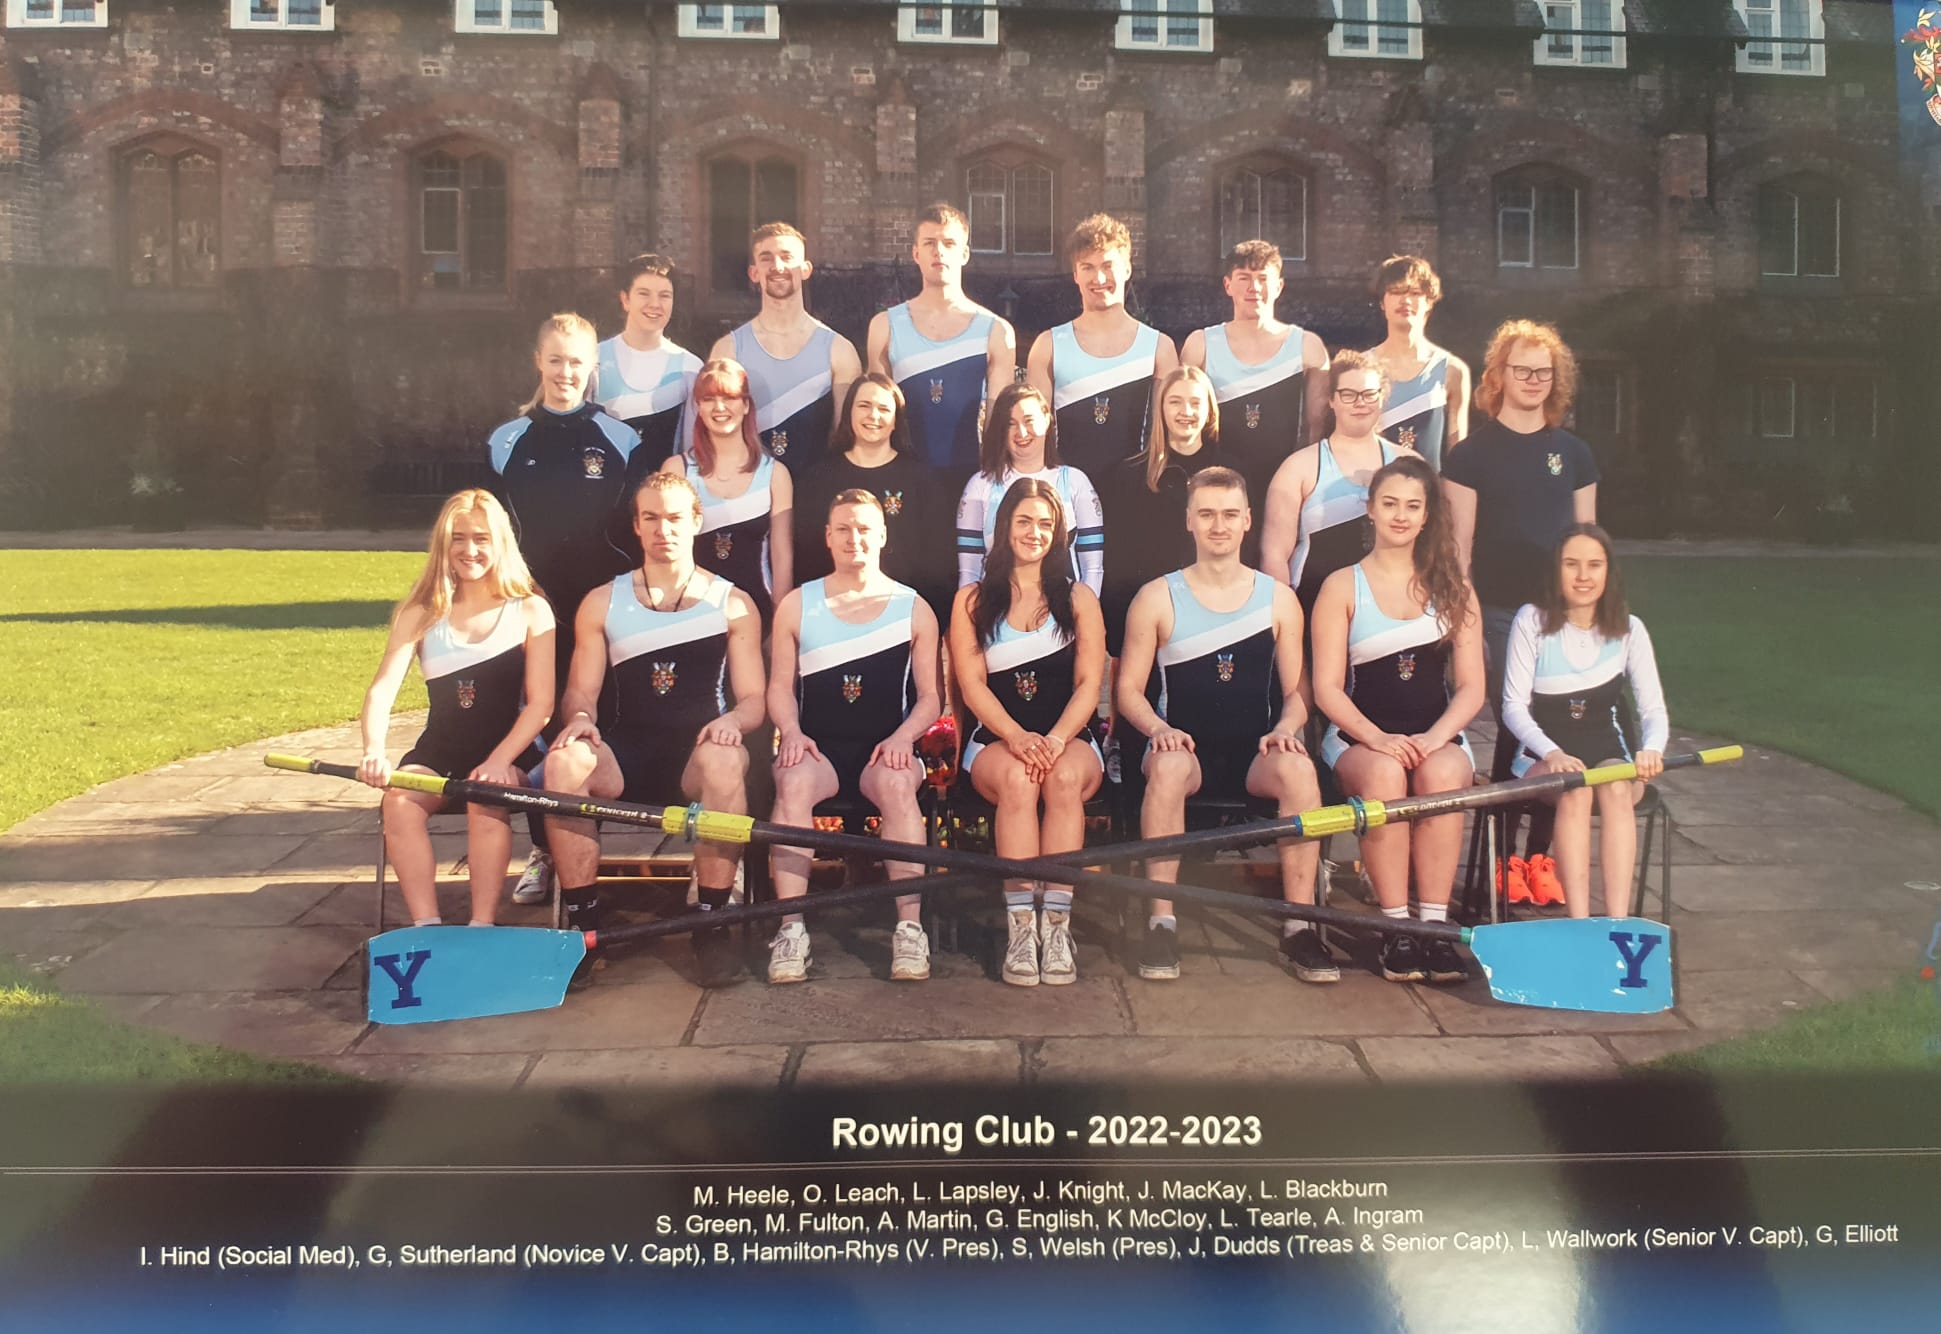 Hamilton-Rhys
Y
Y
Rowing Club - 2022-2023
M. Heele, O. Leach, L. Lapsley, J. Knight, J. MacKay, L. Blackburn
S. Green, M. Fulton, A. Martin, G. English, K McCloy, L. Tearle, A. Ingram
I. Hind (Social Med), G, Sutherland (Novice V. Capt), B, Hamilton-Rhys (V. Pres), S, Welsh (Pres), J, Dudds (Treas & Senior Capt), L, Wallwork (Senior V. Capt), G, Elliott